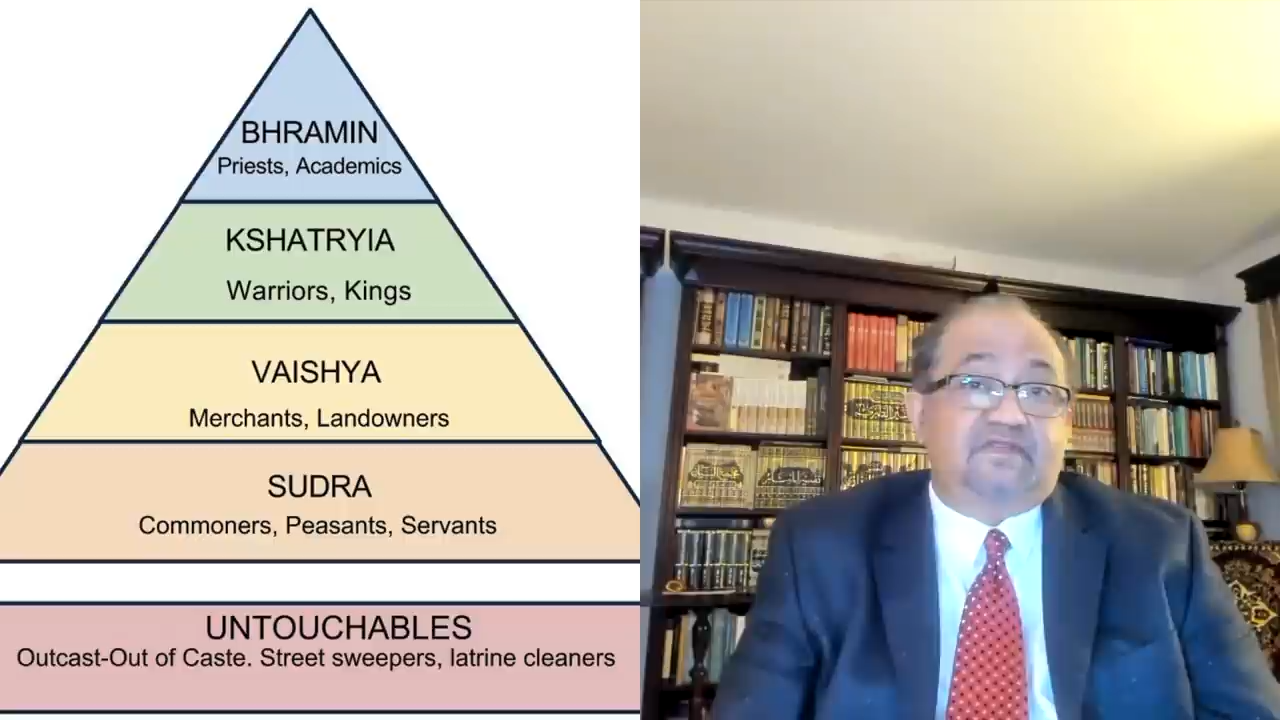 BHRAMIN
Priests, Academics
KSHATRYIA
Warriors, Kings
VAISHYA
Merchants, Landowners
SUDRA
Commoners, Peasants, Servants
UNTOUCHABLES
Outcast-Out of Caste. Street sweepers, latrine cleaners